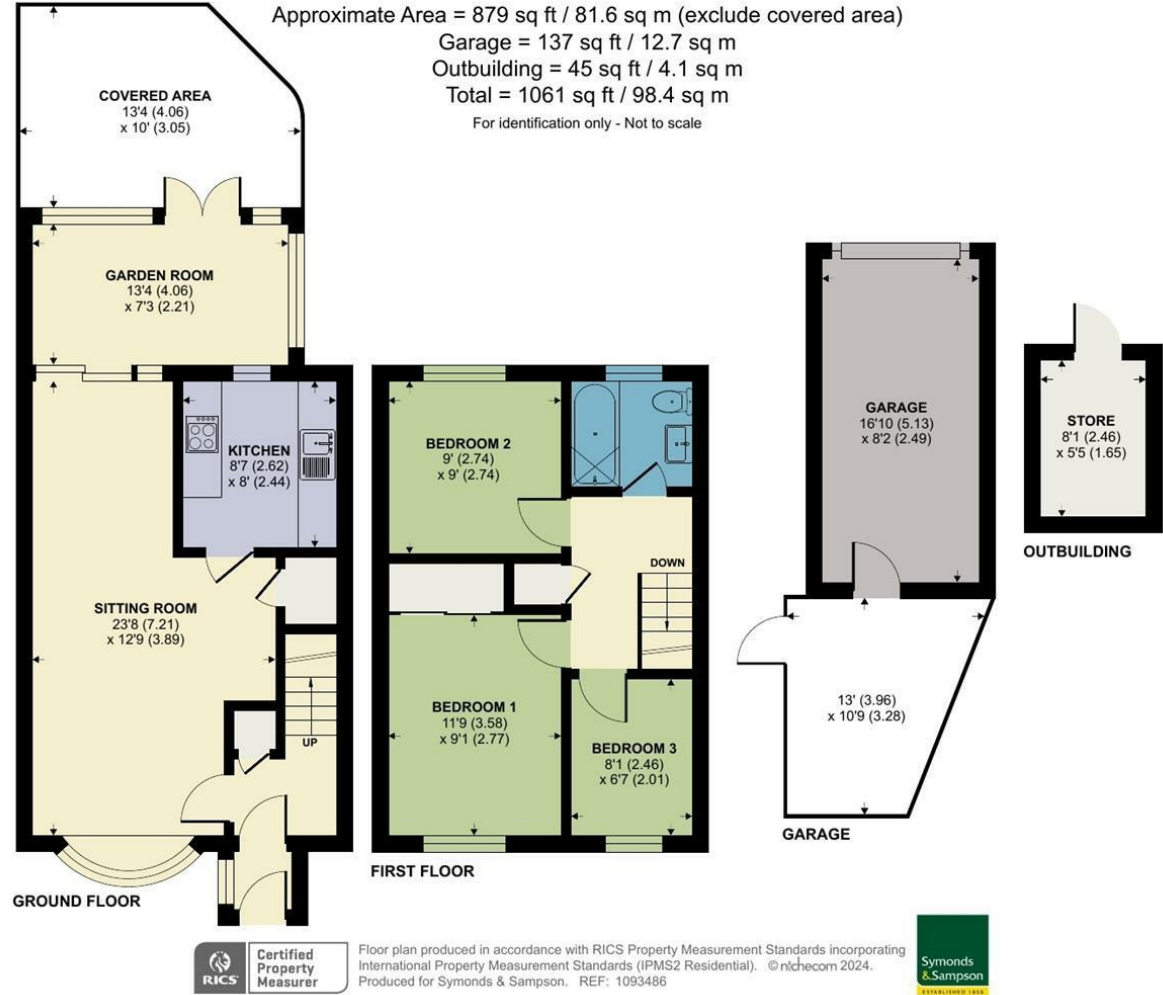 Approximate Area = 879 sq ft / 81.6 sq m (exclude covered area)
Garage = 137 sq ft / 12.7 sq m
Outbuilding = 45 sq ft / 4.1 sq m
Total = 1061 sq ft / 98.4 sq m
For identification only - Not to scale
COVERED AREA
13'4 (4.06)
x 10' (3.05)
GARDEN ROOM
13'4 (4.06)
x 7'3 (2.21)
KITCHEN
8'7 (2.62)
x 8' (2.44)
SITTING ROOM
23'8 (7.21)
x 12'9 (3.89)
UP
GROUND FLOOR
BEDROOM 2
9' (2.74)
x 9' (2.74)
DOWN
BEDROOM 1
11'9 (3.58)
x 9'1 (2.77)
BEDROOM 3
8'1 (2.46)
x 6'7 (2.01)
FIRST FLOOR
GARAGE
16'10 (5.13)
x 8'2 (2.49)
13' (3.96)
x 10'9 (3.28)
GARAGE
STORE
8'1 (2.46)
x 5'5 (1.65)
OUTBUILDING
RICS
Certified
Property
Measurer
Floor plan produced in accordance with RICS Property Measurement Standards incorporating
International Property Measurement Standards (IPMS2 Residential). © nichecom 2024.
Produced for Symonds & Sampson. REF: 1093486
Symonds
&Sampson
ESTABLISHED 1858